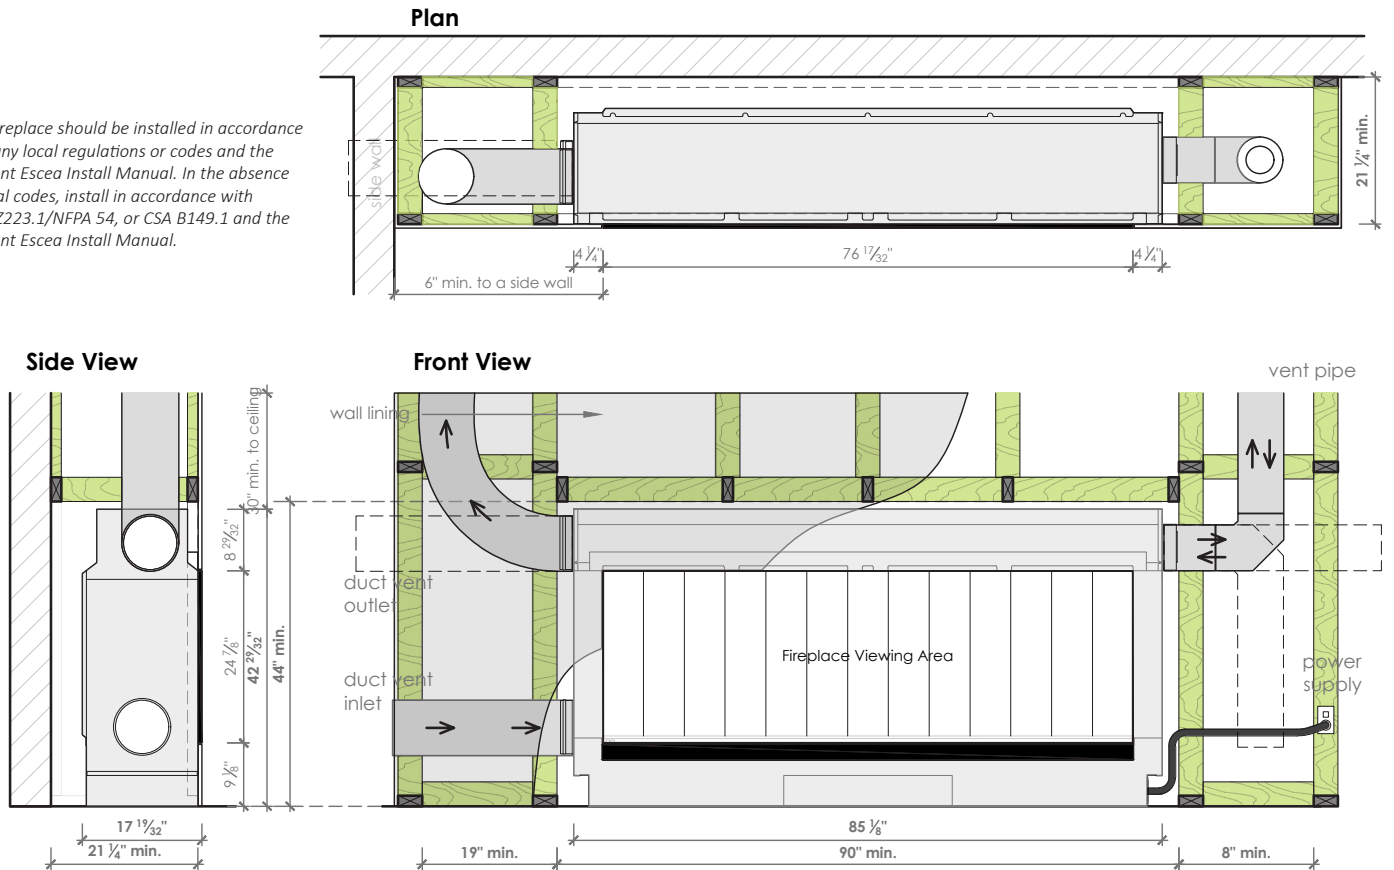 Plan
replace should be installed in accordance
ny local regulations or codes and the
nt Escea Install Manual. In the absence
al codes, install in accordance with
Z223.1/NFPA 54, or CSA B149.1 and the
nt Escea Install Manual.
side wall
21 ¼" min.
4 ¼"
76 17⁄32"
4 ¼"
6" min. to a side wall
Side View
Front View
vent pipe
wall lining
30" min. to ceiling
8 29⁄32"
24 ⅞"
42 29⁄32"
44" min.
9 ⅛"
duct vent
outlet
duct vent
inlet
Fireplace Viewing Area
power
supply
17 19⁄32"
21 ¼" min.
85 ⅛"
19" min.
90" min.
8" min.